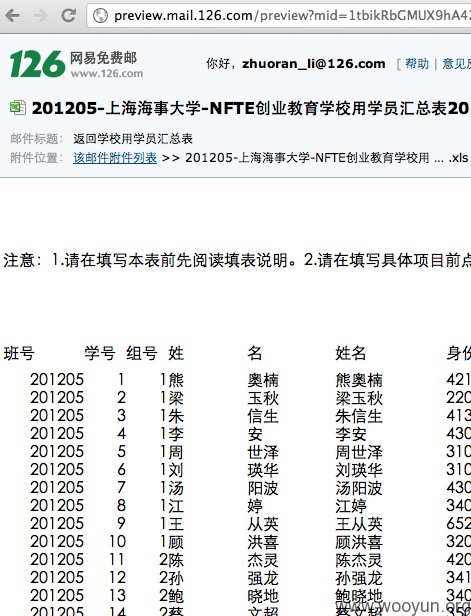 preview.mail.126.com/preview?mid=1tbikRbGMUX9hA42
126 网易免费邮
www.126.com
你好，zhuoran_li@126.com [ 帮助 | 意见反
201205-上海海事大学-NFTE创业教育学校用学员汇总表20
邮件标题： 返回学校用学员汇总表
附件位置： 该邮件附件列表 >> 201205-上海海事大学-NFTE创业教育学校用 ... .xls
注意：1.请在填写本表前先阅读填表说明。2.请在填写具体项目前点
班号 学号 组号 姓 名 姓名 身份
201205 1 1 熊 奥楠 熊奥楠 421
201205 2 1 梁 玉秋 梁玉秋 220
201205 3 1 朱 信生 朱信生 413
201205 4 1 李 安 李安 430
201205 5 1 周 世泽 周世泽 310
201205 6 1 刘 瑛华 刘瑛华 310
201205 7 1 汤 阳波 汤阳波 430
201205 8 1 江 婷 江婷 340
201205 9 1 王 从英 王从英 652
201205 10 1 顾 洪喜 顾洪喜 320
201205 11 2 陈 杰灵 陈杰灵 420
201205 12 2 孙 强龙 孙强龙 341
201205 13 2 鲍 晓地 鲍晓地 340
201205 14 2 蔡 文超 蔡文超 350
www.wooyun.org